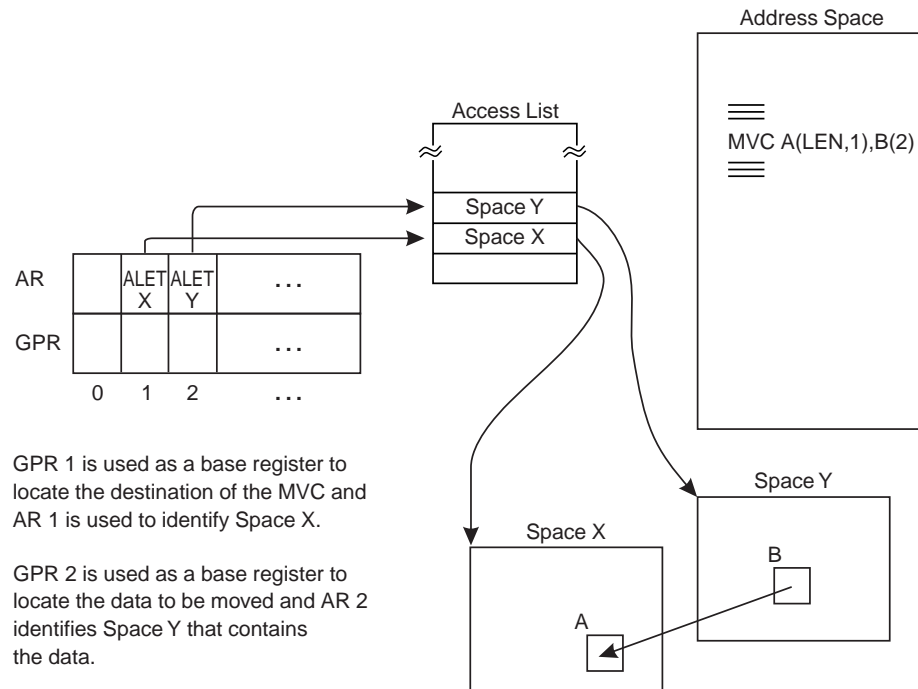 Address Space
Access List
MVC A(LEN,1),B(2)
Space Y
Space X
AR
ALET X
ALET Y
...
GPR
...
0 1 2 ...
GPR 1 is used as a base register to
locate the destination of the MVC and
AR 1 is used to identify Space X.
GPR 2 is used as a base register to
locate the data to be moved and AR 2
identifies Space Y that contains
the data.
Space Y
B
Space X
A